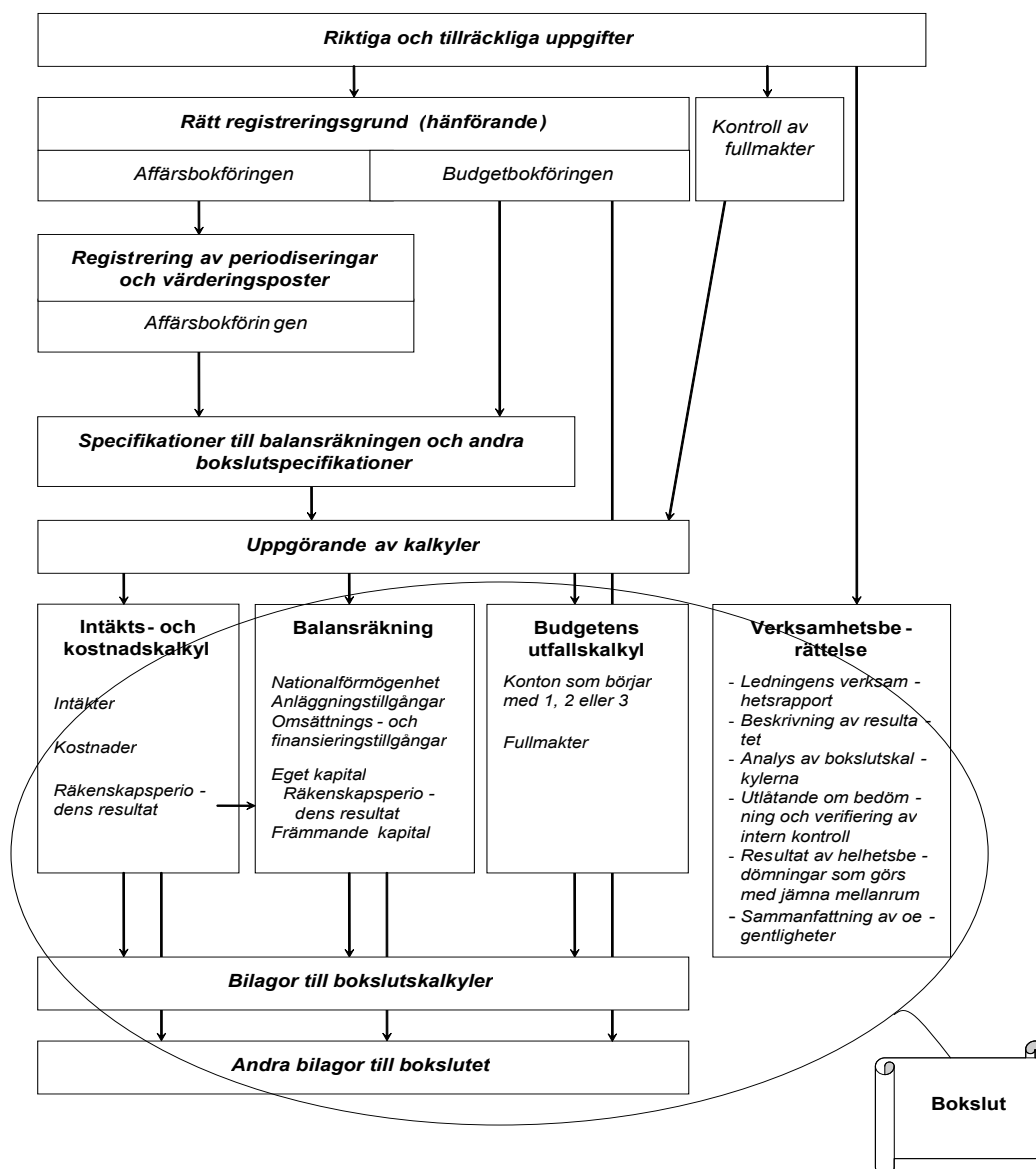 Riktiga och tillräckliga uppgifter
Rätt registreringsgrund (hänförande)
Affärsbokföringen
Budgetbokföringen
Kontroll av
fullmakter
Registrering av periodiseringar
och värderingsposter
Affärsbokförin gen
Specifikationer till balansräkningen och andra
bokslutspecifikationer
Uppgörande av kalkyler
Intäkts- och
kostnadskalkyl
Intäkter
Kostnader
Räkenskapsperio -
dens resultat
Balansräkning
Nationalförmögenhet
Anläggningstillgångar
Omsättnings - och
finansieringstillgångar
Eget kapital
Räkenskapsperio -
dens resultat
Främmande kapital
Budgetens
utfallskalkyl
Konton som börjar
med 1, 2 eller 3
Fullmakter
Verksamhetsbe -
rättelse
- Ledningens verksam -
hetsrapport
- Beskrivning av resulta -
tet
- Analys av bokslutskal -
kylerna
- Utlåtande om bedöm -
ning och verifiering av
intern kontroll
- Resultat av helhetsbe -
dömningar som görs
med jämna mellanrum
- Sammanfattning av oe -
gentligheter
Bilagor till bokslutskalkyler
Andra bilagor till bokslutet
Bokslut